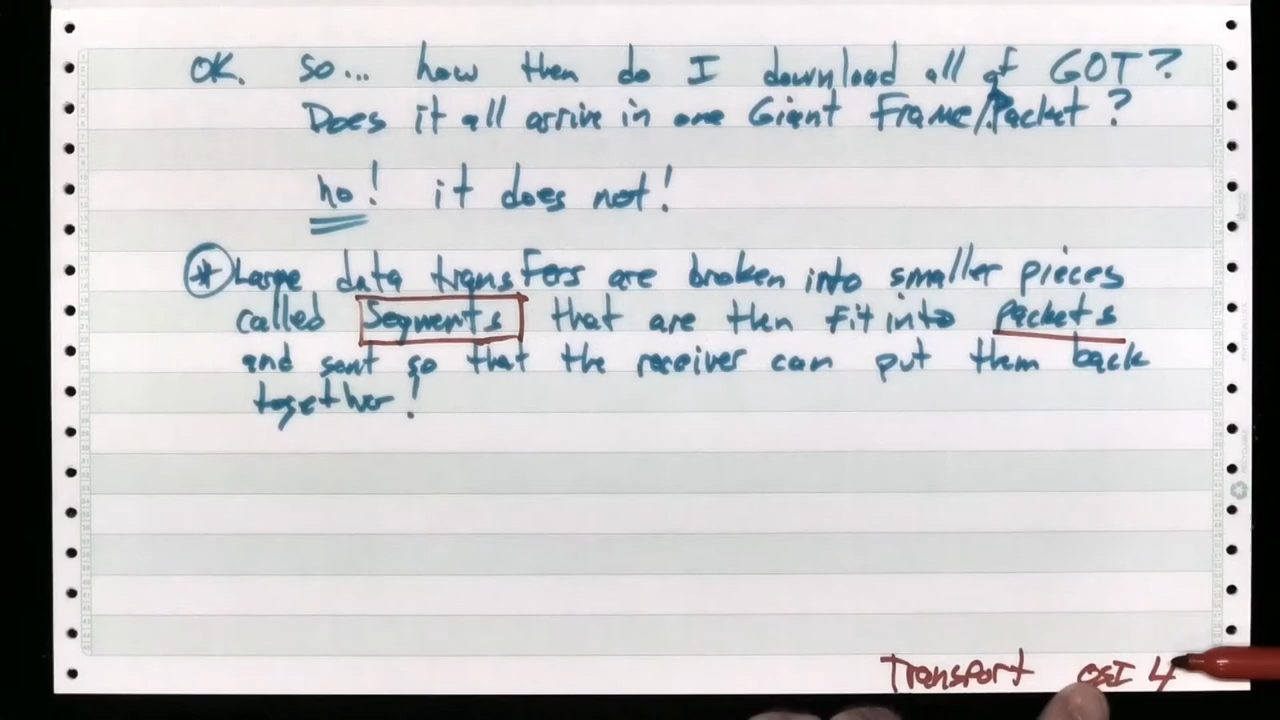 OK. So... how then do I download all of GOT?
Does it all arrive in one Giant Frame/Packet?
no! it does not!
* Large data transfers are broken into smaller pieces
called Segments that are then fit into packets
and sent so that the receiver can put them back
together!
Transport OSI 4